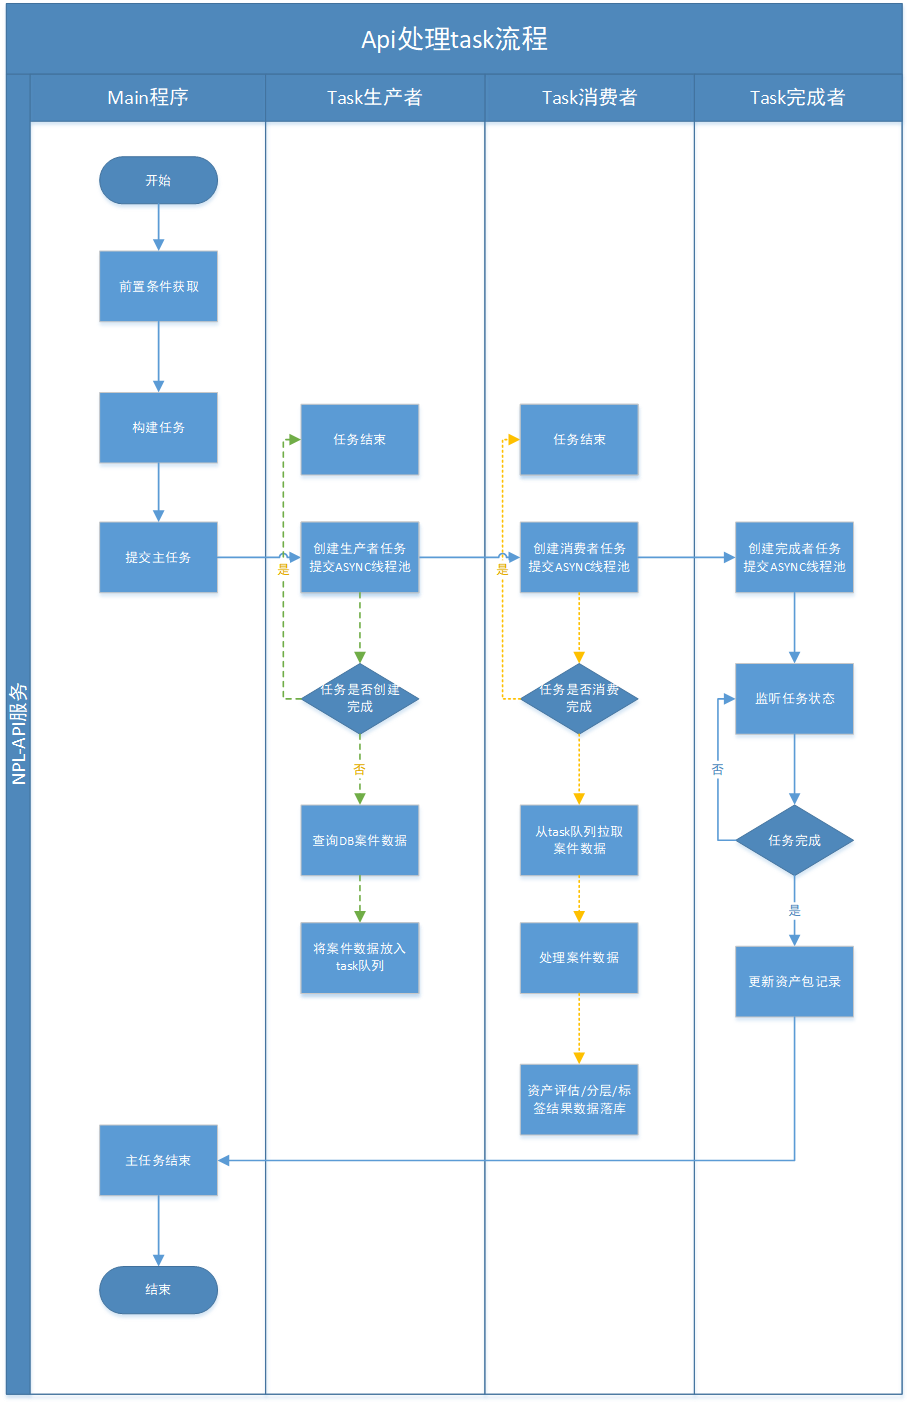 Api处理task流程
Main程序
Task生产者
Task消费者
Task完成者
NPL-API服务
开始
前置条件获取
构建任务
提交主任务
主任务结束
结束
任务结束
创建生产者任务
提交ASYNC线程池
是
任务是否创建
完成
否
查询DB案件数据
将案件数据放入
task队列
任务结束
创建消费者任务
提交ASYNC线程池
是
任务是否消费
完成
从task队列拉取
案件数据
处理案件数据
资产评估/分层/标
签结果数据落库
创建完成者任务
提交ASYNC线程池
监听任务状态
否
任务完成
是
更新资产包记录